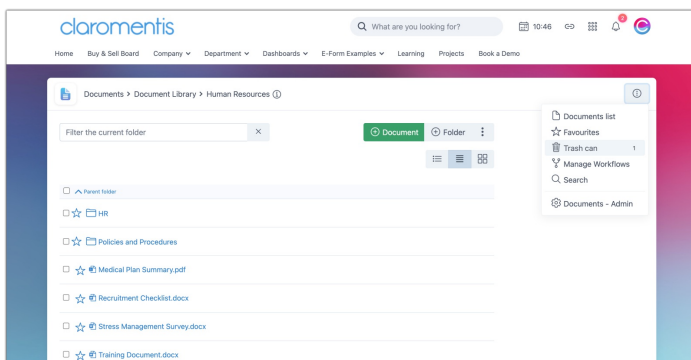 claromentis
What are you looking for?
10:46
2
Home Buy & Sell Board Company Department Dashboards E-Form Examples Learning Projects Book a Demo
Documents > Document Library > Human Resources
Filter the current folder
Document
Folder
Documents list
Favourites
Trash can 1
Manage Workflows
Search
Documents - Admin
Parent folder
HR
Policies and Procedures
Medical Plan Summary.pdf
Recruitment Checklist.docx
Stress Management Survey.docx
Training Document.docx